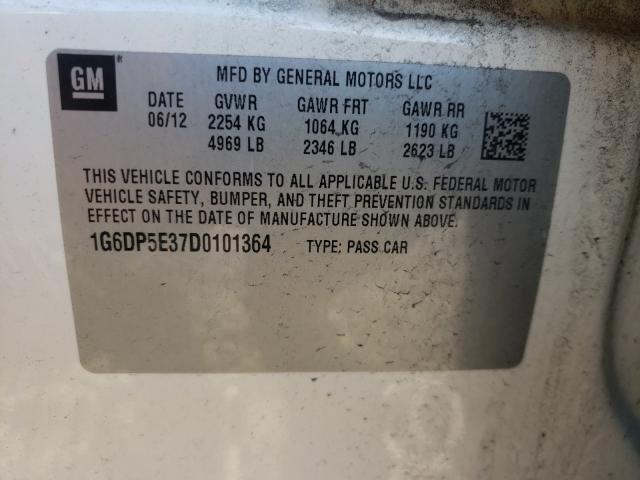 GM
MFD BY GENERAL MOTORS LLC
DATE GVWR GAWR FRT GAWR RR
06/12 2254 KG 1064 KG 1190 KG
4969 LB 2346 LB 2623 LB
THIS VEHICLE CONFORMS TO ALL APPLICABLE U.S. FEDERAL MOTOR
VEHICLE SAFETY, BUMPER, AND THEFT PREVENTION STANDARDS IN
EFFECT ON THE DATE OF MANUFACTURE SHOWN ABOVE.
1G6DP5E37D0101364 TYPE: PASS CAR